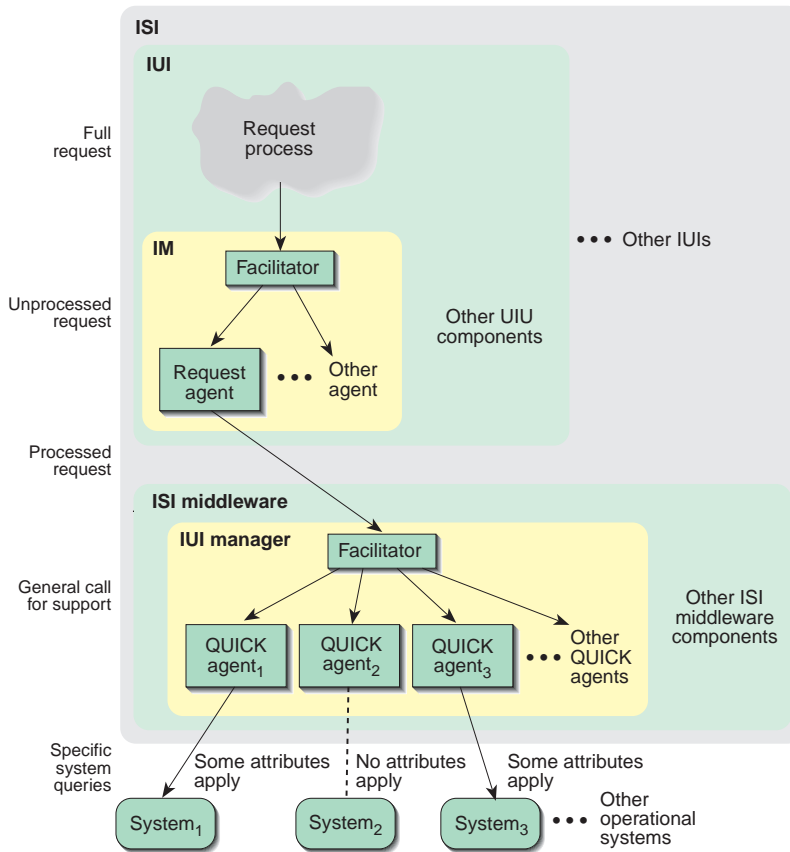 ISI
IUI
Full
request
Request
process
IM
Facilitator
••• Other IUIs
Unprocessed
request
Other UIU
components
Request
agent
•••
Other
agent
Processed
request
ISI middleware
IUI manager
Facilitator
General call
for support
Other ISI
middleware
components
QUICK
agent₁
QUICK
agent₂
QUICK
agent₃
•••
Other
QUICK
agents
Specific
system
queries
Some attributes
apply
No attributes
apply
Some attributes
apply
System₁
System₂
System₃
•••
Other
operational
systems